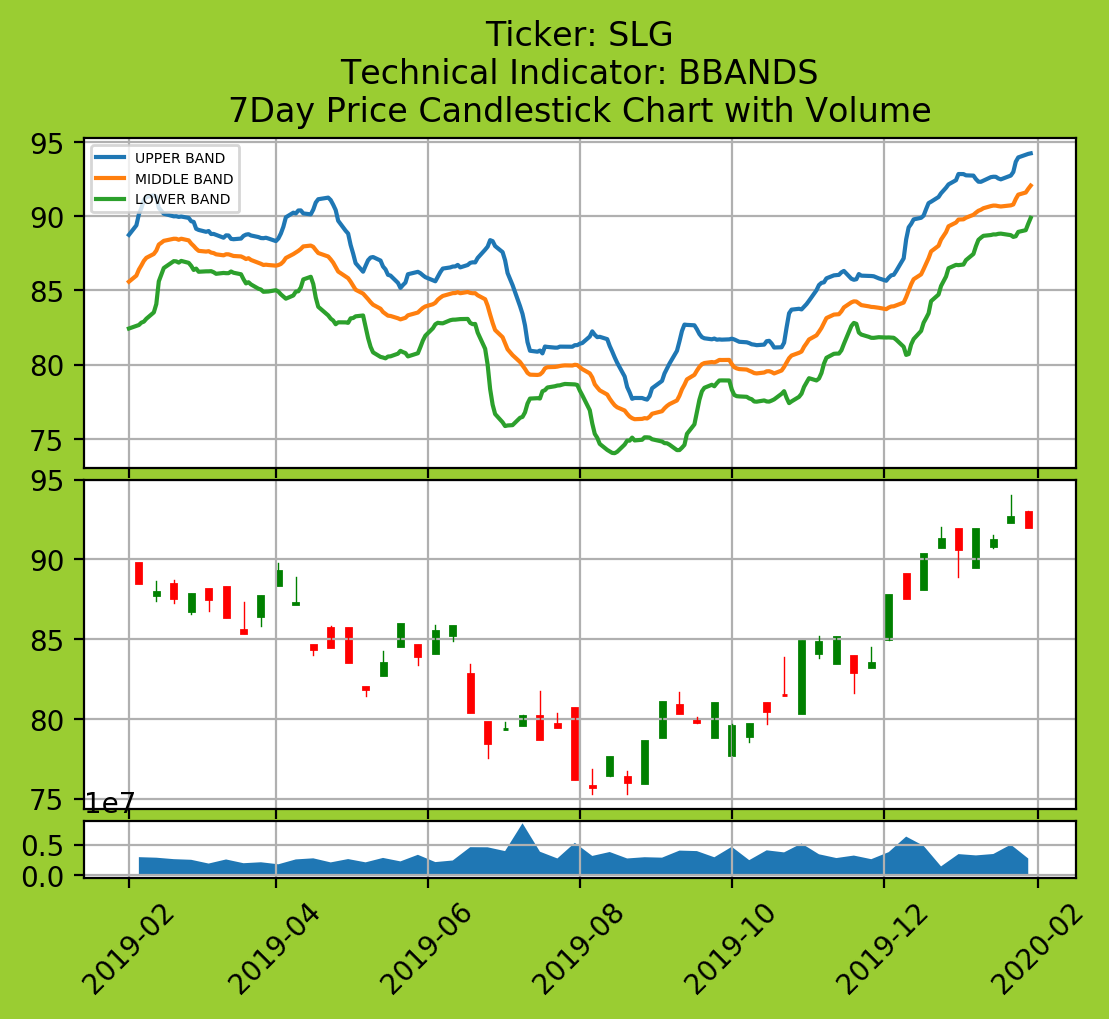 Ticker: SLG
Technical Indicator: BBANDS
7Day Price Candlestick Chart with Volume
95
90
85
80
75
UPPER BAND
MIDDLE BAND
LOWER BAND
95
90
85
80
75
1e7
0.5
0.0
2019-02
2019-04
2019-06
2019-08
2019-10
2019-12
2020-02